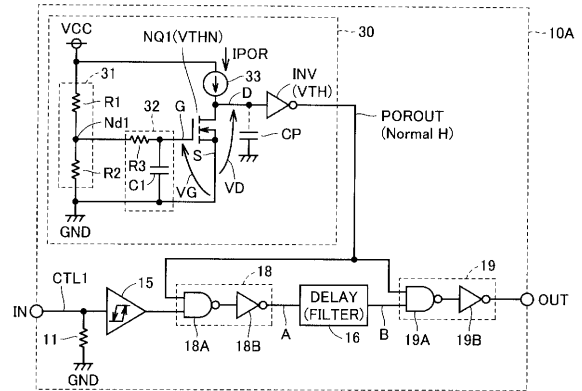 VCC
NQ1(VTHN)
IPOR
30
10A
31
33
INV
(VTH)
D
R1
32
G
Nd1
POROUT
(Normal H)
CP
R3
S
R2
C1
VG
VD
GND
CTL1
15
18
19
IN
OUT
DELAY
(FILTER)
11
18A
18B
A
16
B
19A
19B
GND